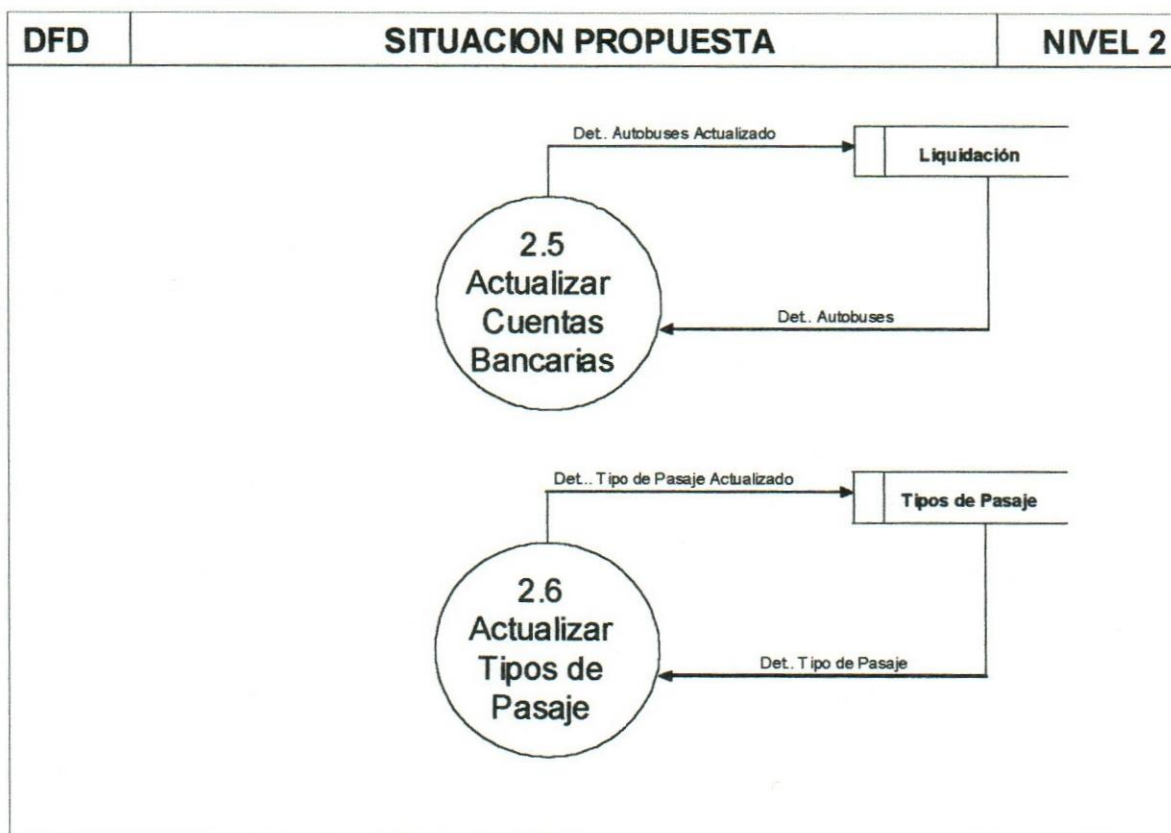 DFD
SITUACION PROPUESTA
NIVEL 2
Det.. Autobuses Actualizado
Liquidación
2.5
Actualizar
Cuentas
Bancarias
Det.. Autobuses
Det... Tipo de Pasaje Actualizado
Tipos de Pasaje
2.6
Actualizar
Tipos de
Pasaje
Det.. Tipo de Pasaje